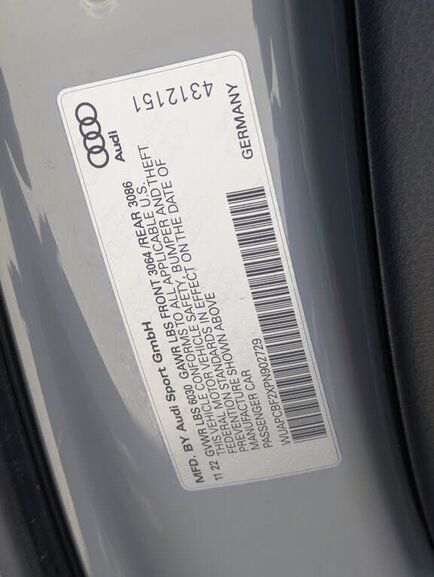 Audi
4312151
MFD. BY Audi Sport GmbH
GVWR LBS 6030 GAWR LBS FRONT 3064 /REAR 3086
11 22 VEHICLE CONFORMS TO ALL APPLICABLE U.S.
THIS MOTOR VEHICLE SAFETY, BUMPER AND THEFT
FEDERATION STANDARDS IN EFFECT ON THE DATE OF
PREVENTION SHOWN ABOVE
MANUFACTURE
PASSENGER CAR
GERMANY
WUAPCBF2XPN902729